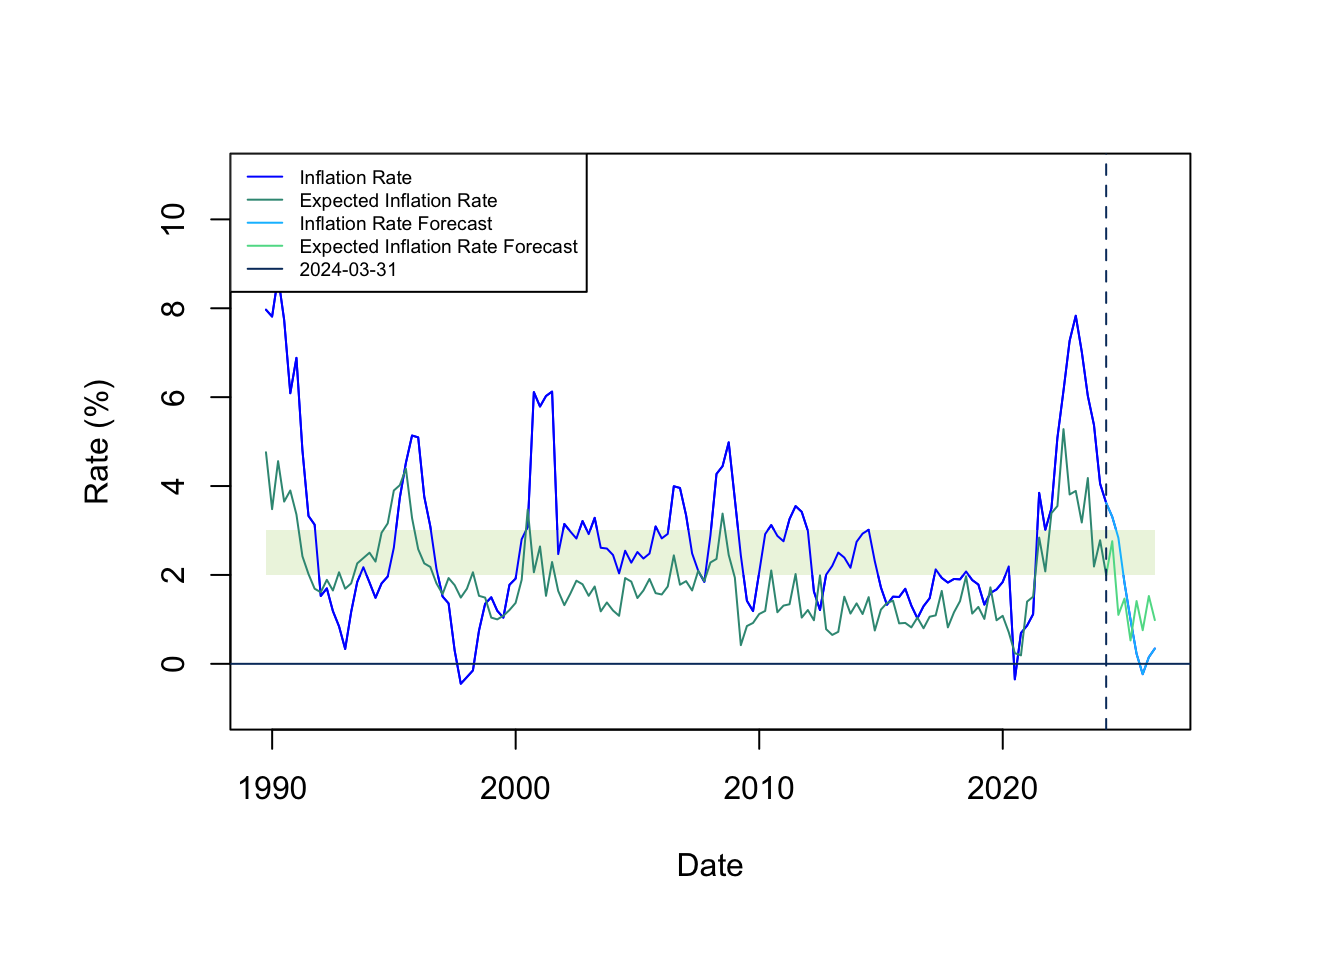 Inflation Rate
Expected Inflation Rate
Inflation Rate Forecast
Expected Inflation Rate Forecast
2024-03-31
Rate (%)
10
8
6
4
2
0
1990 2000 2010 2020
Date